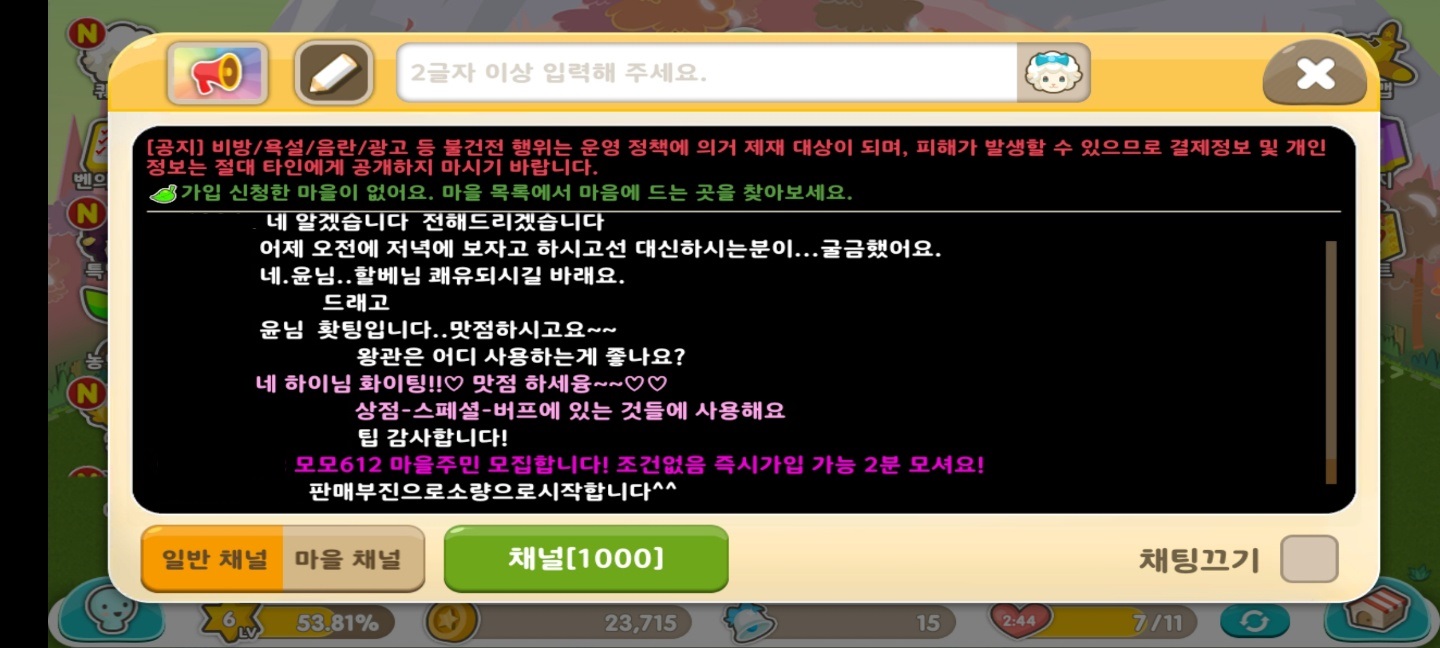 N
2글자 이상 입력해 주세요.
[공지] 비방/욕설/음란/광고 등 불건전 행위는 운영 정책에 의거 제재 대상이 되며, 피해가 발생할 수 있으므로 결제정보 및 개인
정보는 절대 타인에게 공개하지 마시기 바랍니다.
가입 신청한 마을이 없어요. 마을 목록에서 마음에 드는 곳을 찾아보세요.
네 알겠습니다 전해드리겠습니다
어제 오전에 저녁에 보자고 하시고선 대신하시는분이...굴금했어요.
네.윤님..할베님 쾌유되시길 바래요.
드래고
윤님 홧팅입니다..맛점하시고요~~
왕관은 어디 사용하는게 좋나요?
네 하이님 화이팅!!♡ 맛점 하세융~~♡♡
상점-스페셜-버프에 있는 것들에 사용해요
팁 감사합니다!
모모612 마을주민 모집합니다! 조건없음 즉시가입 가능 2분 모셔요!
판매부진으로소량으로시작합니다^^
벤의
N
특
농
N
일반 채널 마을 채널 채널[1000] 채팅끄기
6 LV 53.81% 23,715 15 2:44 7/11